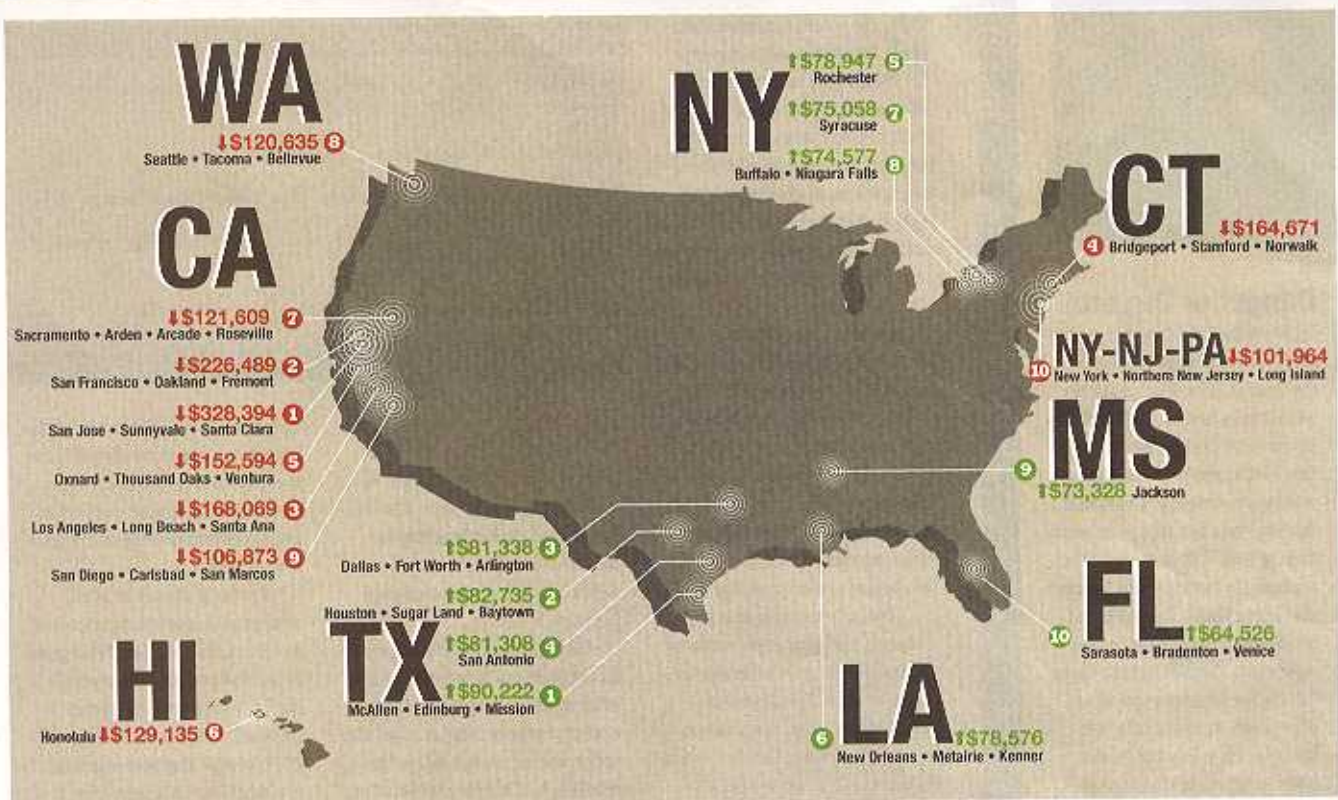 WA
⬇$120,635 8
Seattle • Tacoma • Bellevue
CA
⬇$121,609 7
Sacramento • Arden • Arcade • Roseville
⬇$226,489 2
San Francisco • Oakland • Fremont
⬇$328,394 1
San Jose • Sunnyvale • Santa Clara
⬇$152,594 5
Oxnard • Thousand Oaks • Ventura
⬇$168,069 3
Los Angeles • Long Beach • Santa Ana
⬇$106,873 9
San Diego • Carlsbad • San Marcos
HI
Honolulu ⬇$129,135 6
NY
⬆$78,947 5
Rochester
⬆$75,058 7
Syracuse
⬆$74,577 8
Buffalo • Niagara Falls
CT
⬇$164,671
4 Bridgeport • Stamford • Norwalk
NY-NJ-PA ⬇$101,964
10 New York • Northern New Jersey • Long Island
MS
9
⬆$73,328 Jackson
TX
⬆$81,338 3
Dallas • Fort Worth • Arlington
⬆$82,735 2
Houston • Sugar Land • Baytown
⬆$81,308 4
San Antonio
⬆$90,222 1
McAllen • Edinburg • Mission
LA
6 ⬆$78,576
New Orleans • Metairie • Kenner
FL
10 ⬆$64,526
Sarasota • Bradenton • Venice